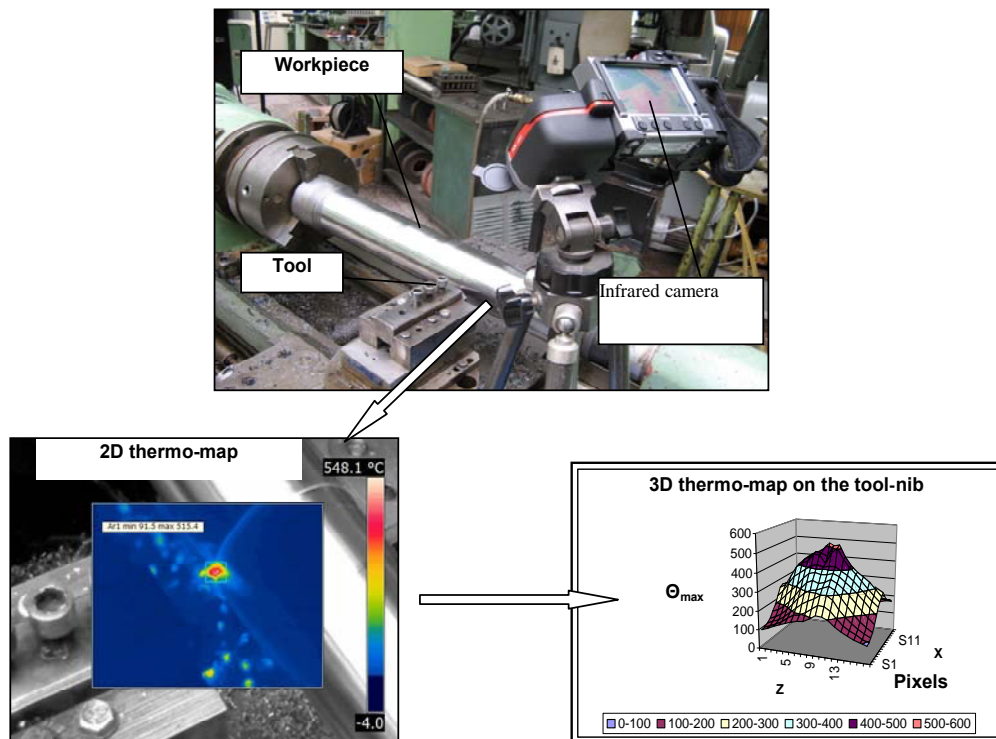 Workpiece
Tool
Infrared camera
2D thermo-map
548.1 °C
Ar1 min 91.5 max 515.4
-4.0
3D thermo-map on the tool-nib
600
500
400
300
200
100
0
Θmax
1
5
9
13
Z
S1
S11
X
Pixels
0-100 100-200 200-300 300-400 400-500 500-600